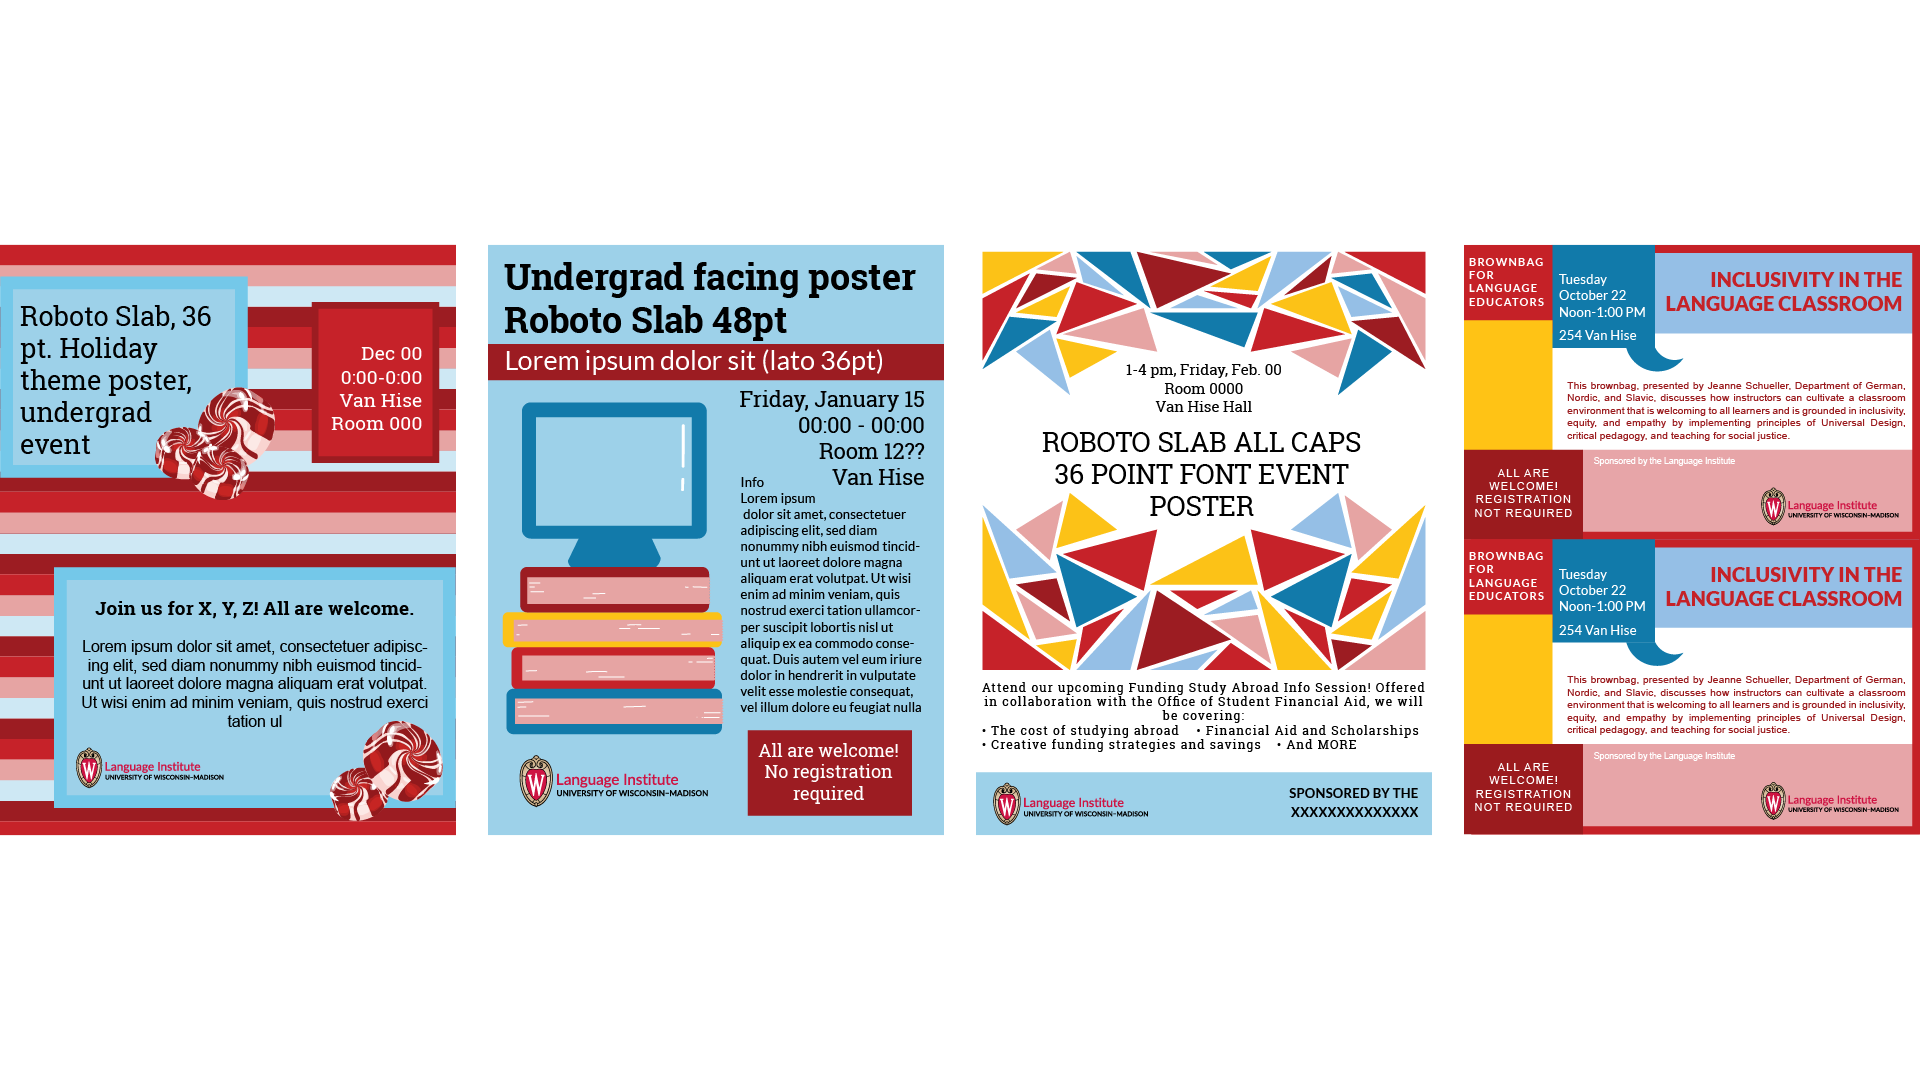 Roboto Slab, 36
pt. Holiday
theme poster,
undergrad
event
Dec 00
0:00-0:00
Van Hise
Room 000
Join us for X, Y, Z! All are welcome.
Lorem ipsum dolor sit amet, consectetuer adipisc-
ing elit, sed diam nonummy nibh euismod tincid-
unt ut laoreet dolore magna aliquam erat volutpat.
Ut wisi enim ad minim veniam, quis nostrud exerci
tation ul
W
Language Institute
UNIVERSITY OF WISCONSIN–MADISON
Undergrad facing poster
Roboto Slab 48pt
Lorem ipsum dolor sit (lato 36pt)
Friday, January 15
00:00 - 00:00
Room 12??
Van Hise
Info
Lorem ipsum
dolor sit amet, consectetuer
adipiscing elit, sed diam
nonummy nibh euismod tincid-
unt ut laoreet dolore magna
aliquam erat volutpat. Ut wisi
enim ad minim veniam, quis
nostrud exerci tation ullamcor-
per suscipit lobortis nisl ut
aliquip ex ea commodo conse-
quat. Duis autem vel eum iriure
dolor in hendrerit in vulputate
velit esse molestie consequat,
vel illum dolore eu feugiat nulla
All are welcome!
No registration
required
W
Language Institute
UNIVERSITY OF WISCONSIN–MADISON
1-4 pm, Friday, Feb. 00
Room 0000
Van Hise Hall
ROBOTO SLAB ALL CAPS
36 POINT FONT EVENT
POSTER
Attend our upcoming Funding Study Abroad Info Session! Offered
in collaboration with the Office of Student Financial Aid, we will
be covering:
• The cost of studying abroad • Financial Aid and Scholarships
• Creative funding strategies and savings • And MORE
W
Language Institute
UNIVERSITY OF WISCONSIN–MADISON
SPONSORED BY THE
XXXXXXXXXXXXXX
BROWNBAG
FOR
LANGUAGE
EDUCATORS
Tuesday
October 22
Noon-1:00 PM
254 Van Hise
INCLUSIVITY IN THE
LANGUAGE CLASSROOM
This brownbag, presented by Jeanne Schueller, Department of German,
Nordic, and Slavic, discusses how instructors can cultivate a classroom
environment that is welcoming to all learners and is grounded in inclusivity,
equity, and empathy by implementing principles of Universal Design,
critical pedagogy, and teaching for social justice.
ALL ARE
WELCOME!
REGISTRATION
NOT REQUIRED
Sponsored by the Language Institute
W
Language Institute
UNIVERSITY OF WISCONSIN–MADISON
BROWNBAG
FOR
LANGUAGE
EDUCATORS
Tuesday
October 22
Noon-1:00 PM
254 Van Hise
INCLUSIVITY IN THE
LANGUAGE CLASSROOM
This brownbag, presented by Jeanne Schueller, Department of German,
Nordic, and Slavic, discusses how instructors can cultivate a classroom
environment that is welcoming to all learners and is grounded in inclusivity,
equity, and empathy by implementing principles of Universal Design,
critical pedagogy, and teaching for social justice.
ALL ARE
WELCOME!
REGISTRATION
NOT REQUIRED
Sponsored by the Language Institute
W
Language Institute
UNIVERSITY OF WISCONSIN–MADISON